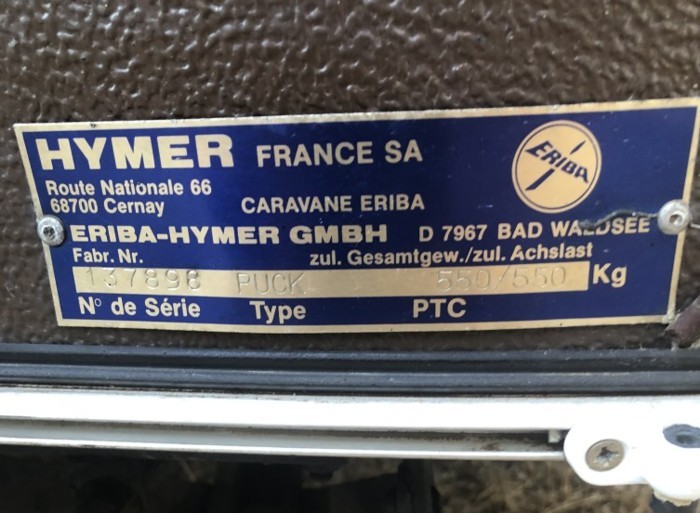 HYMER FRANCE SA
ERIBA
Route Nationale 66
68700 Cernay CARAVANE ERIBA
ERIBA-HYMER GMBH D 7967 BAD WALDSEE
Fabr. Nr. zul. Gesamtgew./zul. Achslast
137898 PUCK 550/550 Kg
N° de Série Type PTC